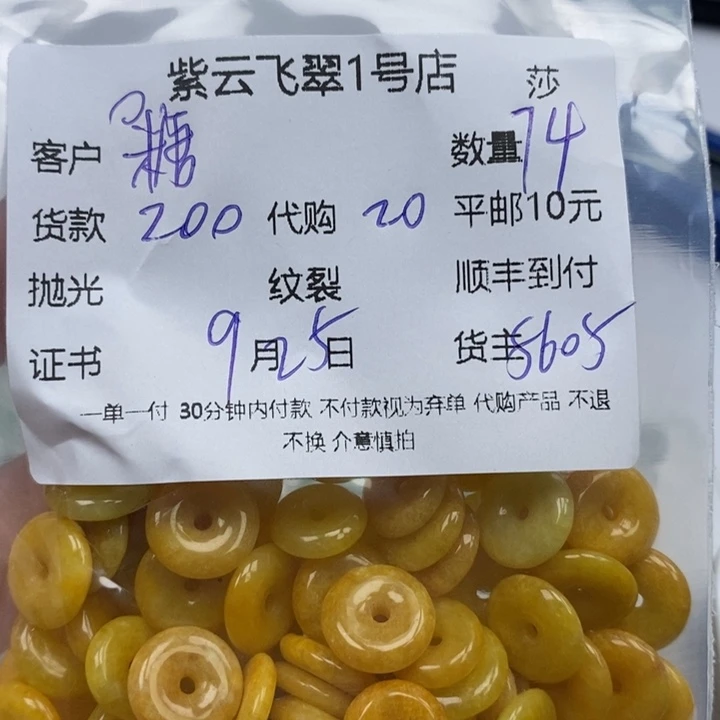 紫云飞翠1号店 莎
客户 糖 数量 74
货款 200 代购 20 平邮10元
抛光 纹裂 顺丰到付
证书 9月25日 货主 5605
一单一付 30分钟内付款 不付款视为弃单 代购产品 不退
不换 介意慎拍